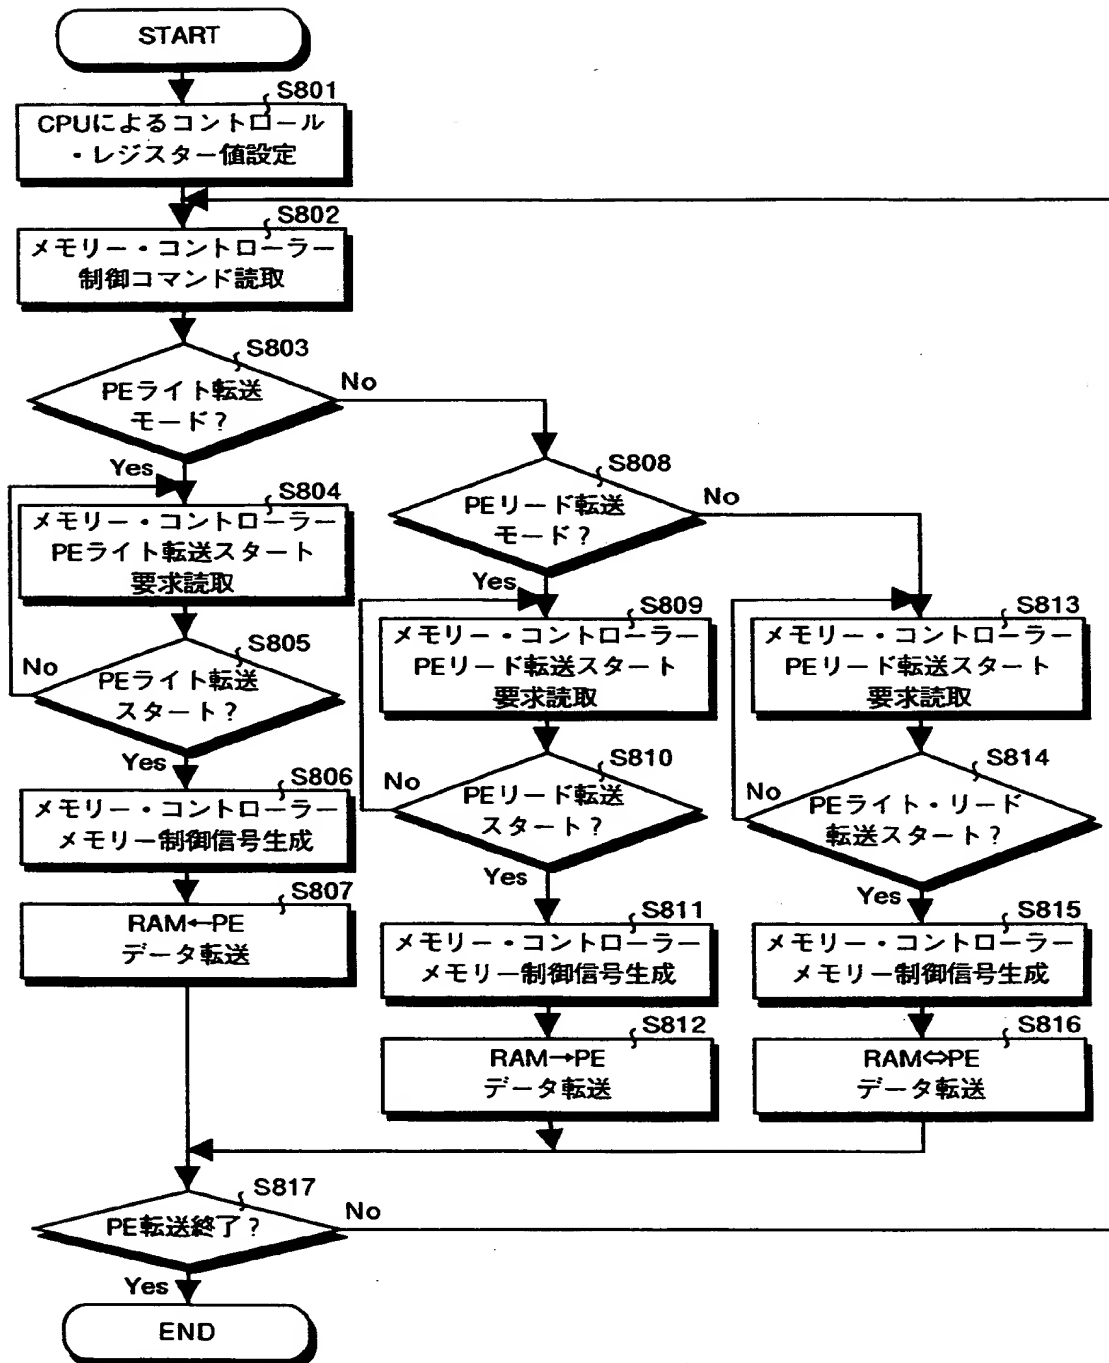 START
S801
CPUによるコントロール
・レジスター値設定
S802
メモリー・コントローラー
制御コマンド読取
S803
PEライト転送
モード?
No
Yes
S804
メモリー・コントローラー
PEライト転送スタート
要求読取
S805
No
PEライト転送
スタート?
Yes
S806
メモリー・コントローラー
メモリー制御信号生成
S807
RAM←PE
データ転送
S808
PEリード転送
モード?
No
Yes
S809
メモリー・コントローラー
PEリード転送スタート
要求読取
S810
No
PEリード転送
スタート?
Yes
S811
メモリー・コントローラー
メモリー制御信号生成
S812
RAM→PE
データ転送
S813
メモリー・コントローラー
PEリード転送スタート
要求読取
S814
No
PEライト・リード
転送スタート?
Yes
S815
メモリー・コントローラー
メモリー制御信号生成
S816
RAM⇔PE
データ転送
S817
PE転送終了?
No
Yes
END